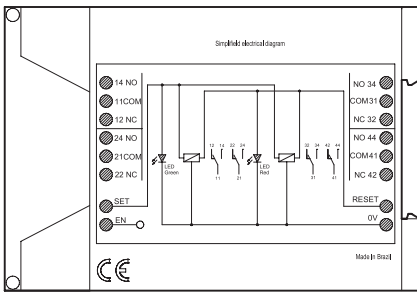 Simplifield electrical diagram
14 NO
11COM
12 NC
24 NO
21COM
22 NC
SET
EN
LED
Green
12 14
11
22 24
21
LED
Red
32 34
31
42 44
41
NO 34
COM31
NC 32
NO 44
COM41
NC 42
RESET
0V
Made In Brazil
CE